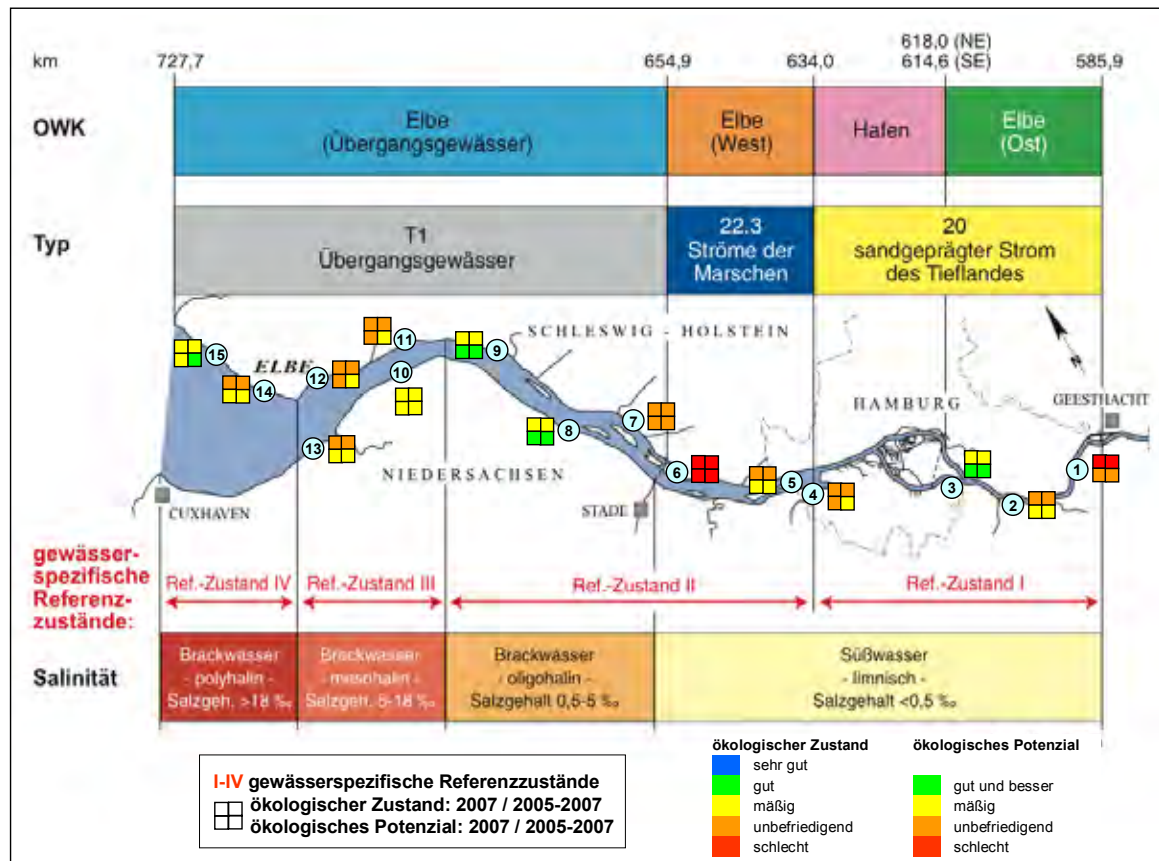 618,0 (NE)
km 727,7 654,9 634,0 614,6 (SE) 585,9
OWK
Elbe
(Übergangsgewässer)
Elbe
(West)
Hafen
Elbe
(Ost)
Typ
T1
Übergangsgewässer
22.3
Ströme der
Marschen
20
sandgeprägter Strom
des Tieflandes
SCHLESWIG - HOLSTEIN
ELBE
NIEDERSACHSEN
HAMBURG
GEESTHACHT
CUXHAVEN
STADE
N
15
14
12
11
10
13
9
8
7
6
5
4
3
2
1
gewässer-
spezifische
Referenz-
zustände:
Ref.-Zustand IV
Ref.-Zustand III
Ref.-Zustand II
Ref.-Zustand I
Salinität
Brackwasser
- polyhalin -
Salzgeh. >18 ‰
Brackwasser
- mesohalin -
Salzgeh. 5-18 ‰
Brackwasser
- oligohalin -
Salzgehalt 0,5-5 ‰
Süßwasser
- limnisch -
Salzgehalt <0,5 ‰
I-IV gewässerspezifische Referenzzustände
ökologischer Zustand: 2007 / 2005-2007
ökologisches Potenzial: 2007 / 2005-2007
ökologischer Zustand
sehr gut
gut
mäßig
unbefriedigend
schlecht
ökologisches Potenzial
gut und besser
mäßig
unbefriedigend
schlecht